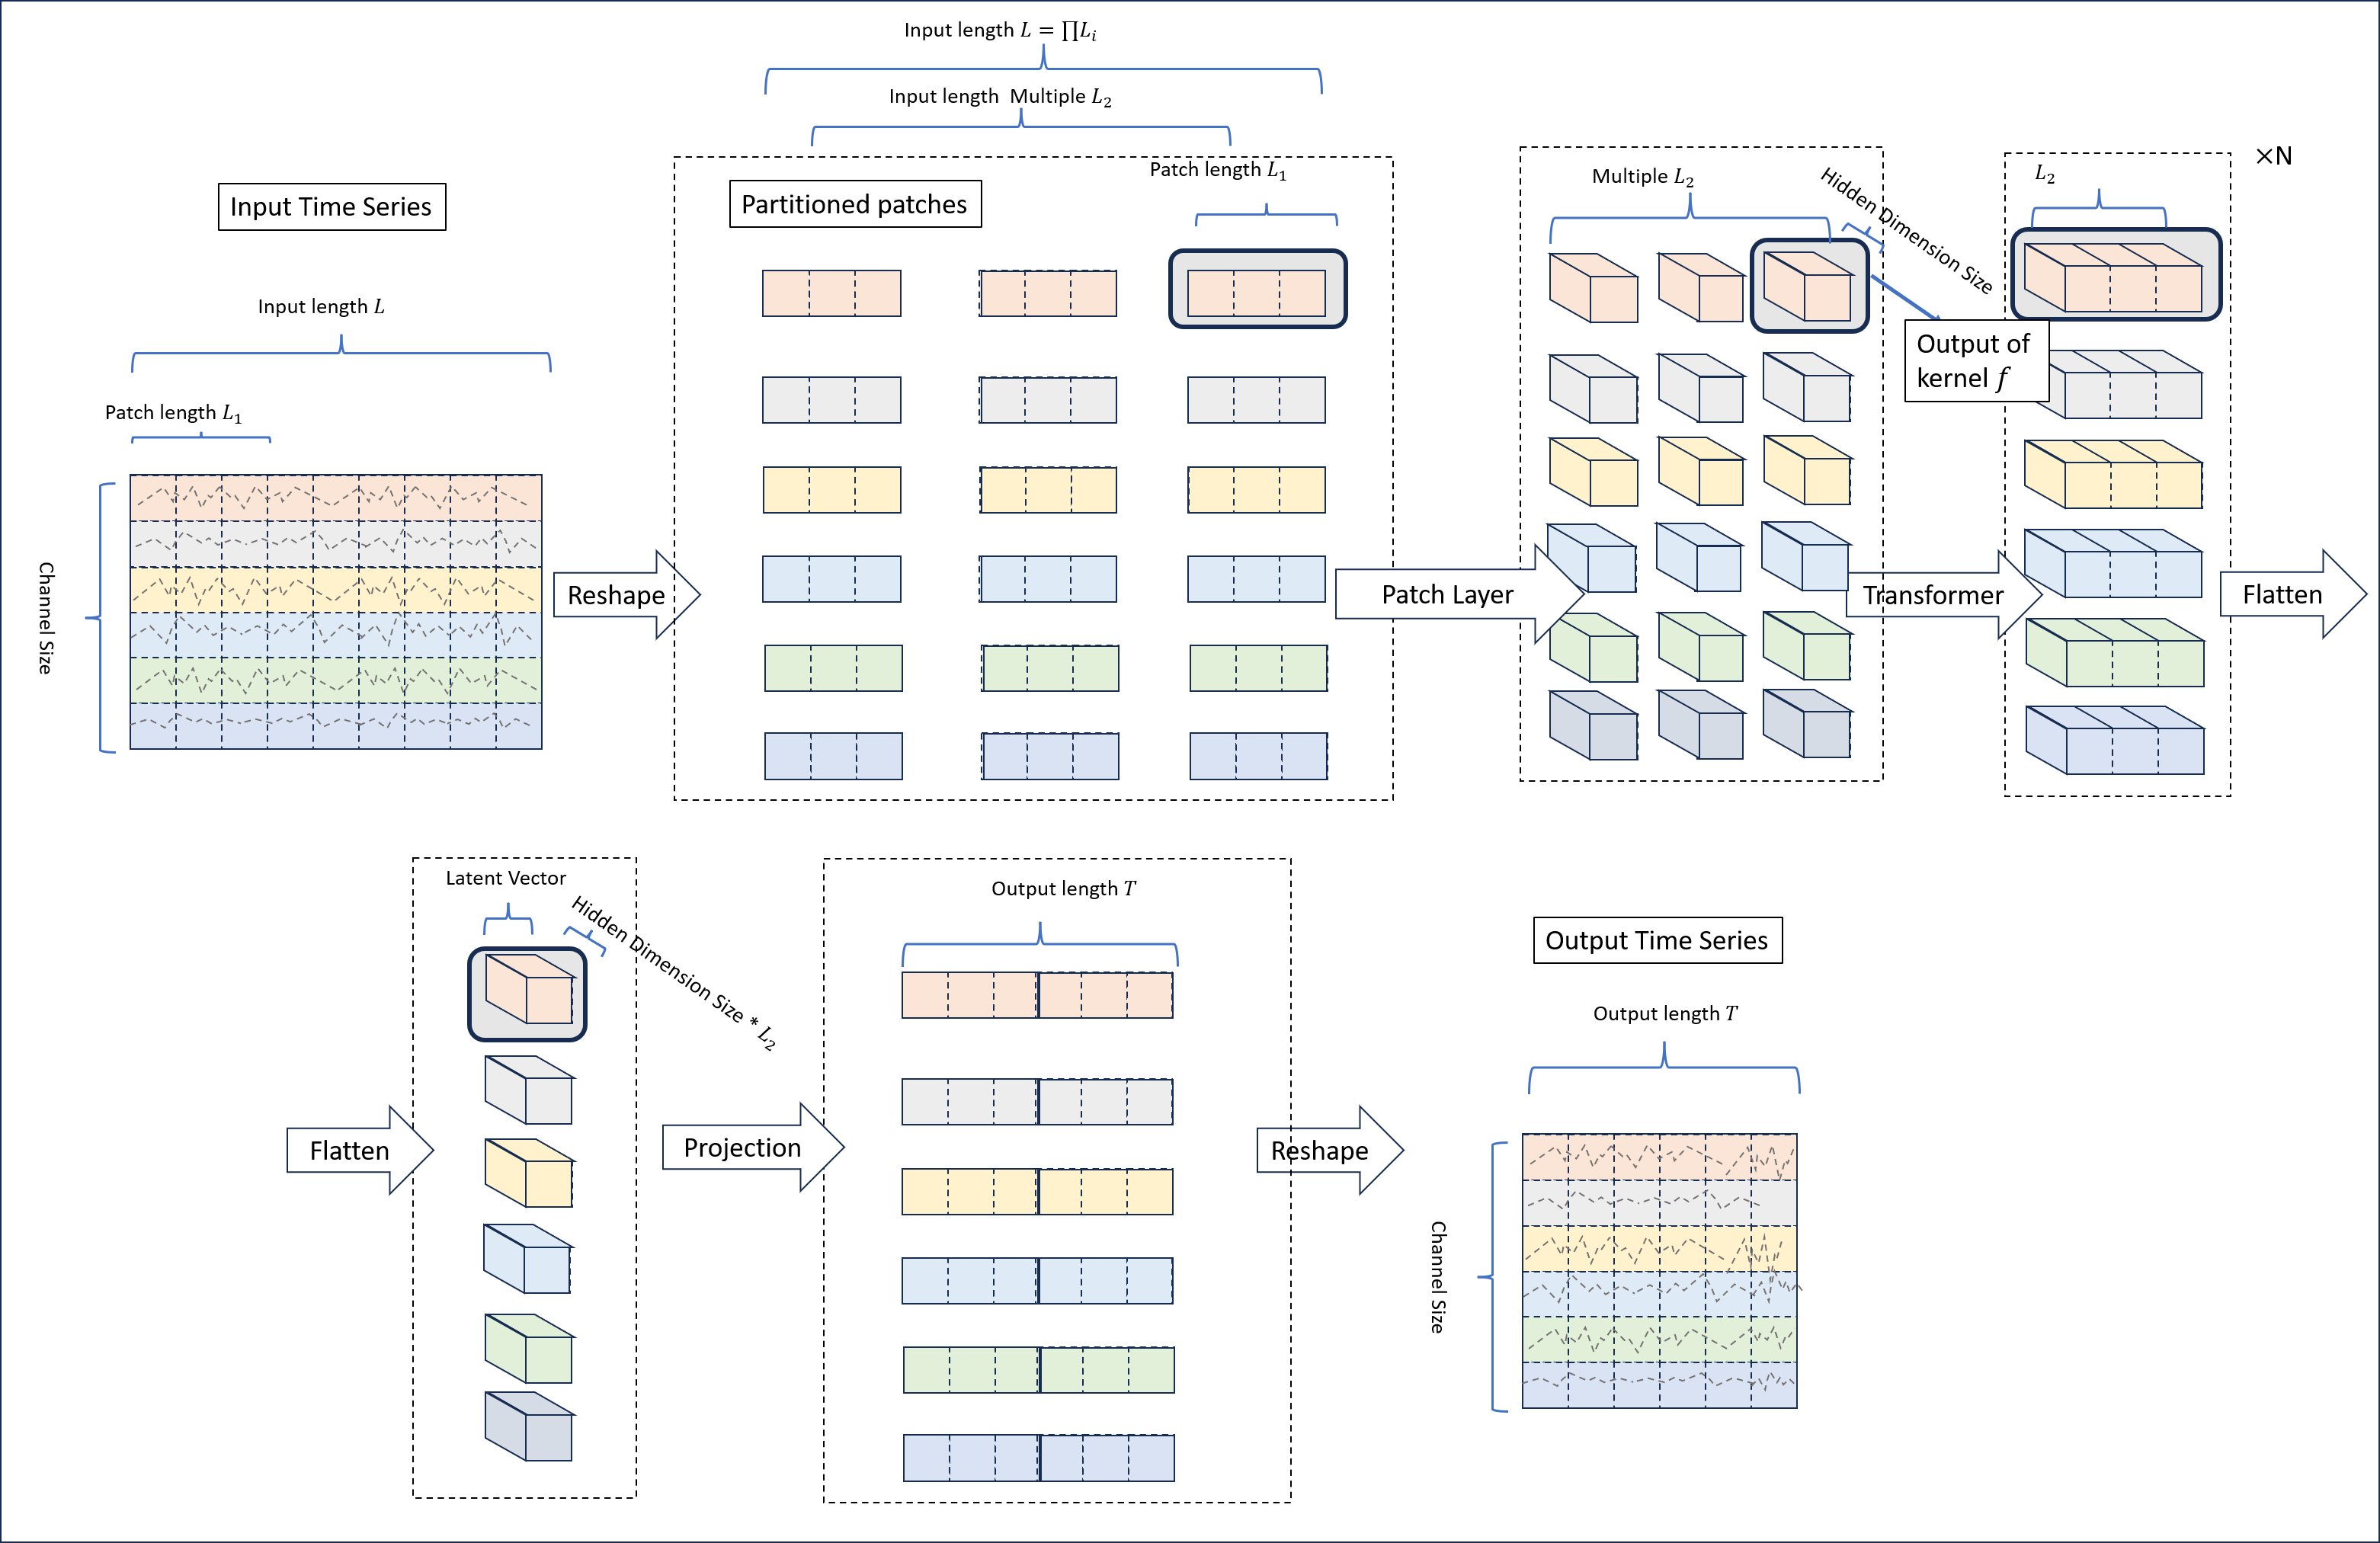 Input length L = ∏L_i
Input length Multiple L_2
Patch length L_1
Partitioned patches
Input Time Series
Input length L
Patch length L_1
Channel Size
Reshape
Patch Layer
Multiple L_2
Hidden Dimension Size
Output of
kernel f
Transformer
L_2
×N
Flatten
Flatten
Latent Vector
Hidden Dimension Size * L_2
Projection
Output length T
Reshape
Output Time Series
Output length T
Channel Size